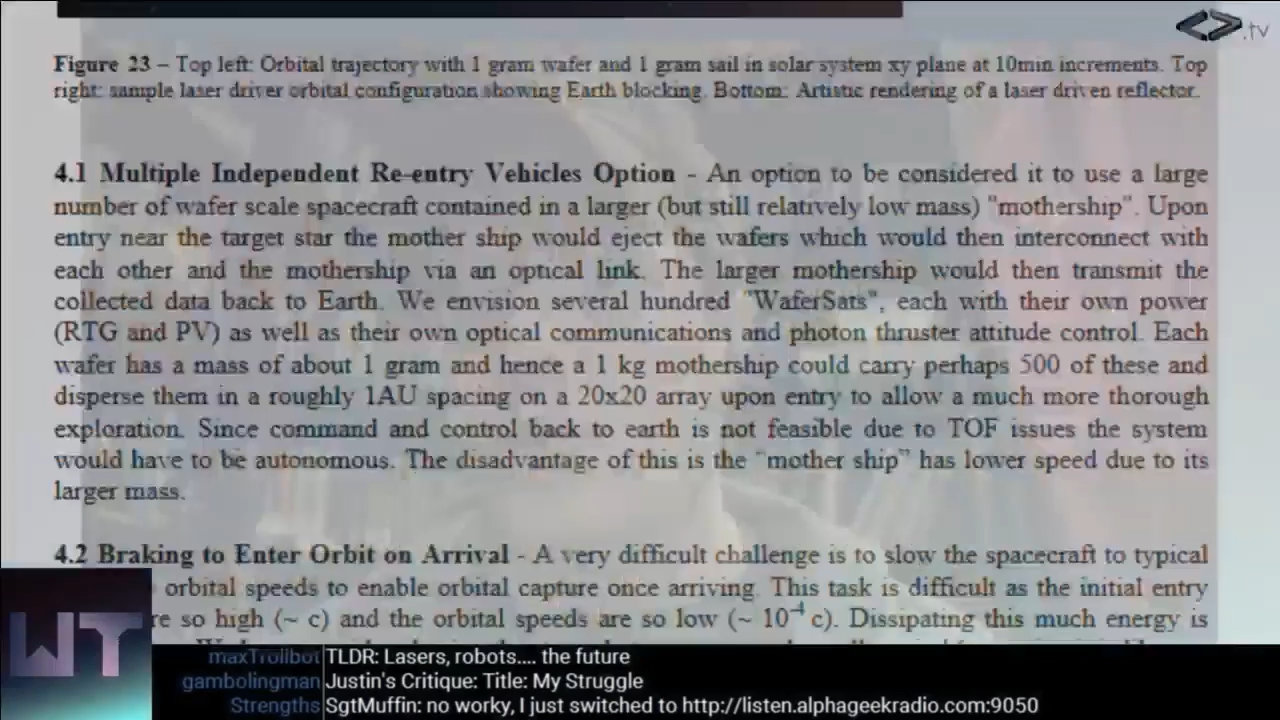 <>.tv
Figure 23 – Top left: Orbital trajectory with 1 gram wafer and 1 gram sail in solar system xy plane at 10min increments. Top
right: sample laser driver orbital configuration showing Earth blocking. Bottom: Artistic rendering of a laser driven reflector.
4.1 Multiple Independent Re-entry Vehicles Option - An option to be considered it to use a large
number of wafer scale spacecraft contained in a larger (but still relatively low mass) "mothership". Upon
entry near the target star the mother ship would eject the wafers which would then interconnect with
each other and the mothership via an optical link. The larger mothership would then transmit the
collected data back to Earth. We envision several hundred "WaferSats", each with their own power
(RTG and PV) as well as their own optical communications and photon thruster attitude control. Each
wafer has a mass of about 1 gram and hence a 1 kg mothership could carry perhaps 500 of these and
disperse them in a roughly 1AU spacing on a 20x20 array upon entry to allow a much more thorough
exploration. Since command and control back to earth is not feasible due to TOF issues the system
would have to be autonomous. The disadvantage of this is the "mother ship" has lower speed due to its
larger mass.
4.2 Braking to Enter Orbit on Arrival - A very difficult challenge is to slow the spacecraft to typical
orbital speeds to enable orbital capture once arriving. This task is difficult as the initial entry
re so high (~ c) and the orbital speeds are so low (~ 10⁻⁴ c). Dissipating this much energy is
WT
maxTrollbot TLDR: Lasers, robots.... the future
gambolingman Justin's Critique: Title: My Struggle
Strengths SgtMuffin: no worky, I just switched to http://listen.alphageekradio.com:9050